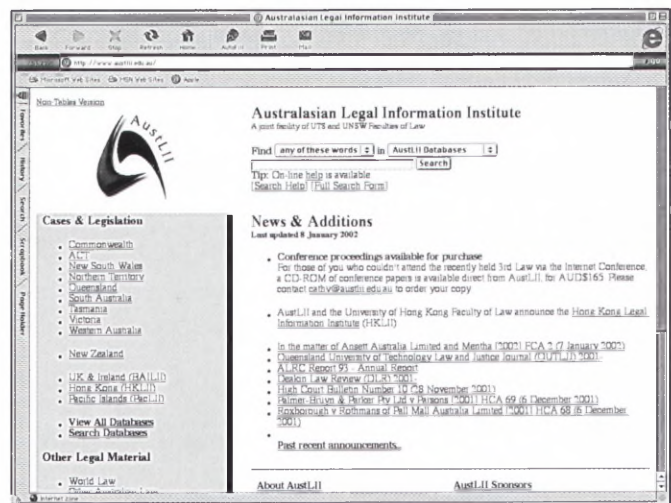 Australasian Legal Information Institute
Back Forward Stop Refresh Home AutoFill Print Mail
http://www.austlii.edu.au/
Microsoft Web Sites MSN Web Sites Apple
Favorites
History
Search
Scrapbook
Page Holder
Non-Tables Version
AustLII
Australasian Legal Information Institute
A joint facility of UTS and UNSW Faculties of Law
Find any of these words in AustLII Databases
Search
Tip: On-line help is available
[Search Help] [Full Search Form]
Cases & Legislation
Commonwealth
ACT
New South Wales
Northern Territory
Queensland
South Australia
Tasmania
Victoria
Western Australia
New Zealand
UK & Ireland (BAILII)
Hong Kong (HKLII)
Pacific Islands (PacLII)
View All Databases
Search Databases
Other Legal Material
World Law
News & Additions
Last updated 8 January 2002
Conference proceedings available for purchase
For those of you who couldn't attend the recently held 3rd Law via the Internet Conference,
a CD-ROM of conference papers is available direct from AustLII, for AUD$165. Please
contact cathy@austlii.edu.au to order your copy
AustLII and the University of Hong Kong Faculty of Law announce the Hong Kong Legal
Information Institute (HKLII)
In the matter of Ansett Australia Limited and Mentha [2002] FCA 2 (7 January 2002)
Queensland University of Technology Law and Justice Journal (QUTLJJ) 2001-
ALRC Report 93 - Annual Report
Deakin Law Review (DLR) 2001-
High Court Bulletin Number 10 (28 November 2001)
Palmer-Bruyn & Parker Pty Ltd v Parsons [2001] HCA 69 (6 December
2001)
Roxborough v Rothmans of Pall Mall Australia Limited [2001] HCA 68 (6 December
2001)
Past recent announcements...
About AustLII
AustLII Sponsors
Internet zone